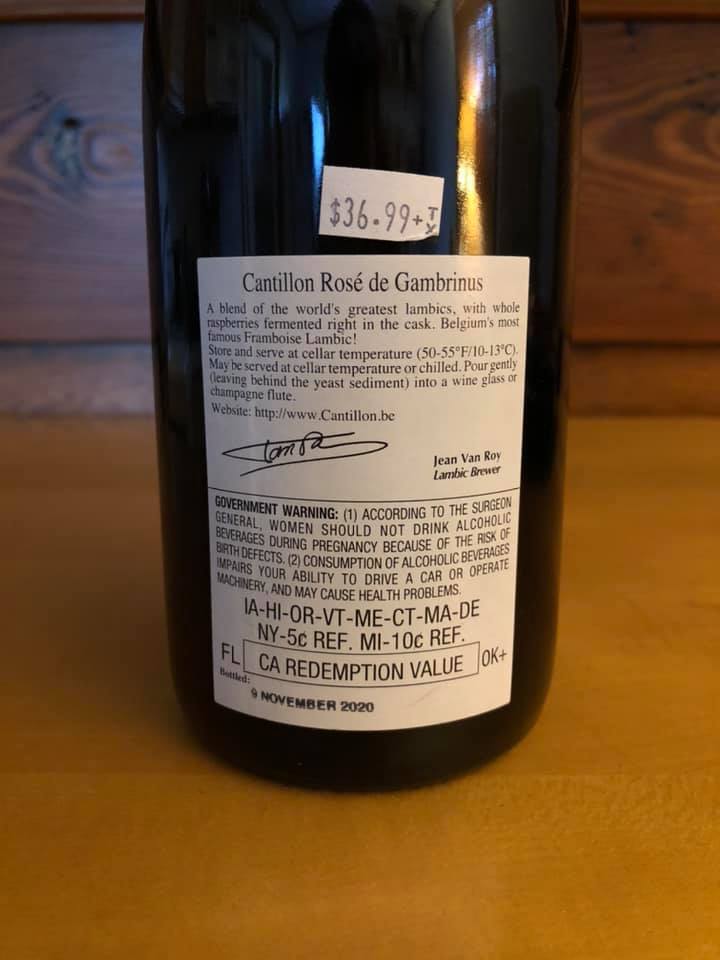 $36.99+TX
Cantillon Rosé de Gambrinus
A blend of the world's greatest lambics, with whole
raspberries fermented right in the cask. Belgium's most
famous Framboise Lambic!
Store and serve at cellar temperature (50-55°F/10-13°C).
May be served at cellar temperature or chilled. Pour gently
(leaving behind the yeast sediment) into a wine glass or
champagne flute.
Website: http://www.Cantillon.be
Jean Van Roy
Lambic Brewer
GOVERNMENT WARNING: (1) ACCORDING TO THE SURGEON
GENERAL, WOMEN SHOULD NOT DRINK ALCOHOLIC
BEVERAGES DURING PREGNANCY BECAUSE OF THE RISK OF
BIRTH DEFECTS. (2) CONSUMPTION OF ALCOHOLIC BEVERAGES
IMPAIRS YOUR ABILITY TO DRIVE A CAR OR OPERATE
MACHINERY, AND MAY CAUSE HEALTH PROBLEMS.
IA-HI-OR-VT-ME-CT-MA-DE
NY-5c REF. MI-10c REF.
FL CA REDEMPTION VALUE OK+
Bottled:
9 NOVEMBER 2020